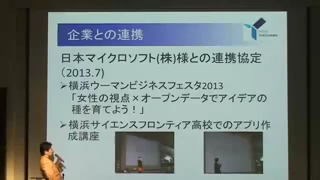 企業との連携
日本マイクロソフト(株)様との連携協定
(2013.7)
➢横浜ウーマンビジネスフェスタ2013
「女性の視点×オープンデータでアイデアの
種を育てよう！」
➢横浜サイエンスフロンティア高校でのアプリ作
成講座